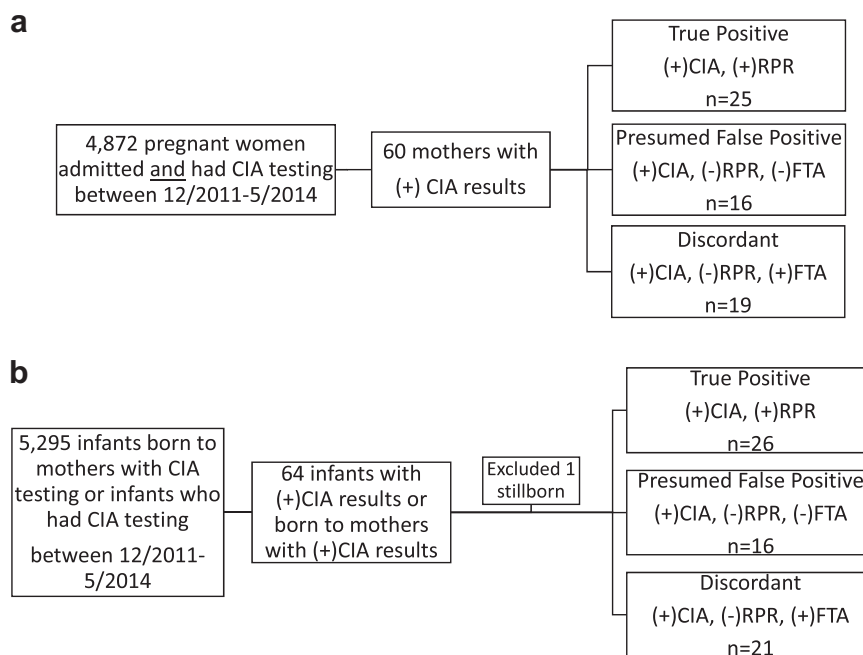 a
4,872 pregnant women
admitted and had CIA testing
between 12/2011-5/2014
60 mothers with
(+) CIA results
True Positive
(+)CIA, (+)RPR
n=25
Presumed False Positive
(+)CIA, (-)RPR, (-)FTA
n=16
Discordant
(+)CIA, (-)RPR, (+)FTA
n=19
b
5,295 infants born to
mothers with CIA
testing or infants who
had CIA testing
between 12/2011-
5/2014
64 infants with
(+)CIA results or
born to mothers
with (+)CIA results
Excluded 1
stillborn
True Positive
(+)CIA, (+)RPR
n=26
Presumed False Positive
(+)CIA, (-)RPR, (-)FTA
n=16
Discordant
(+)CIA, (-)RPR, (+)FTA
n=21